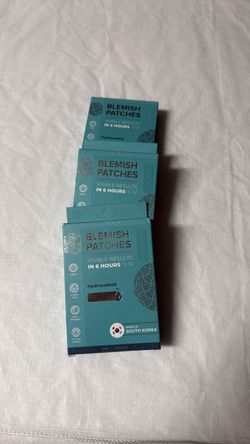 BLEMISH
PATCHES
VISIBLE RESULTS
IN 6 HOURS
Hydrocolloid
BLEMISH
PATCHES
VISIBLE RESULTS
IN 6 HOURS
BLEMISH
PATCHES
VISIBLE RESULTS
IN 6 HOURS
Hydrocolloid
MADE IN
SOUTH KOREA